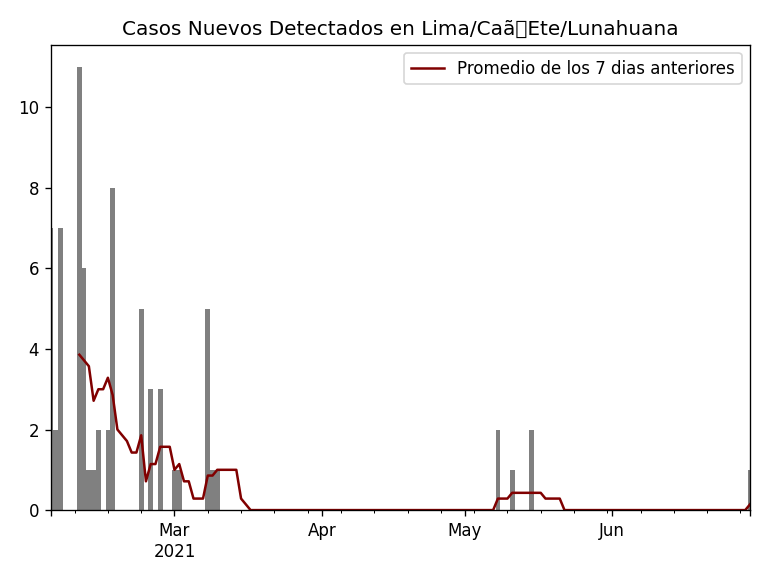 Casos Nuevos Detectados en Lima/Caã▯Ete/Lunahuana
Promedio de los 7 dias anteriores
10
8
6
4
2
0
Mar
2021
Apr
May
Jun